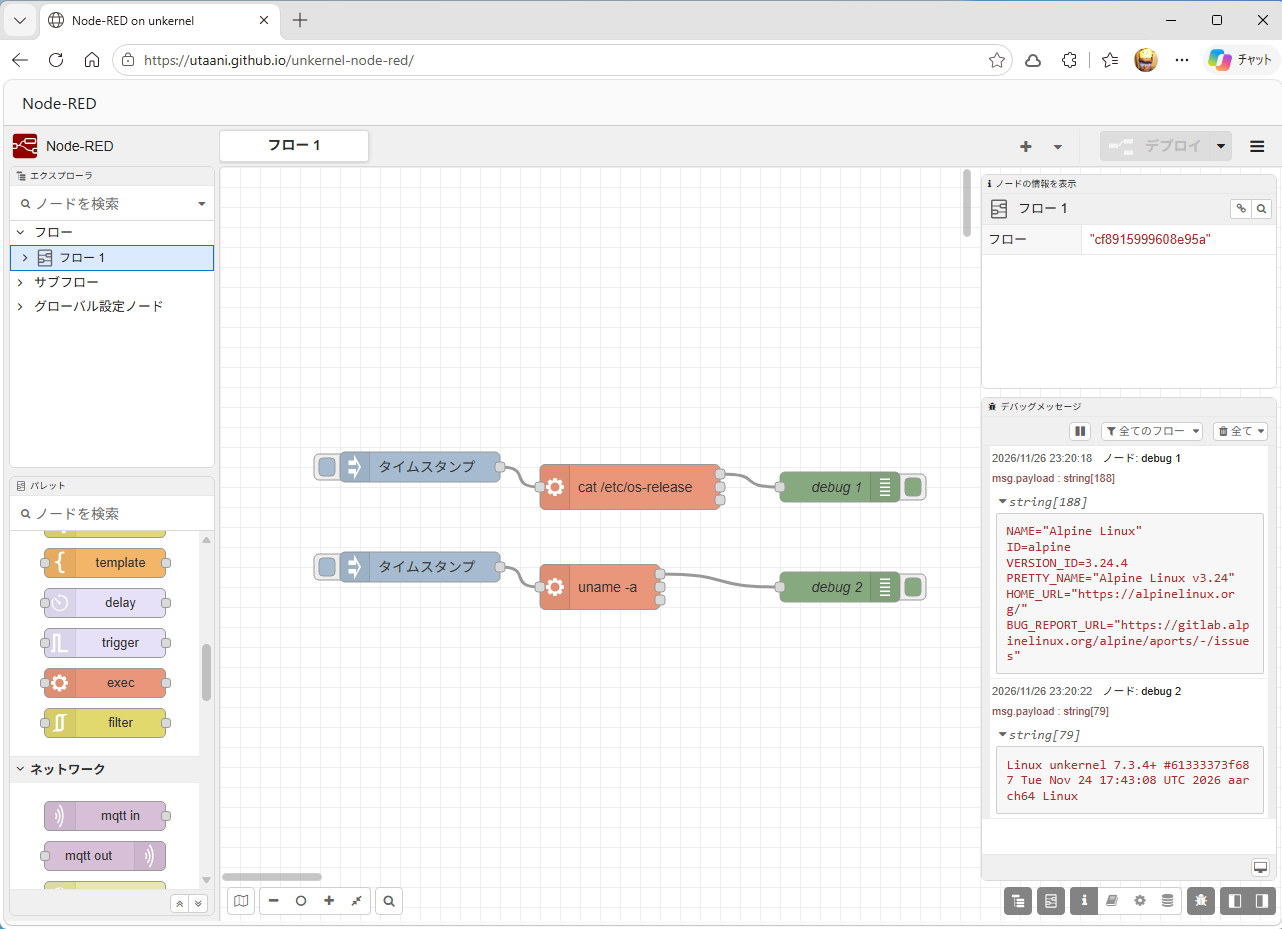 Node-RED on unkernel
https://utaani.github.io/unkernel-node-red/
チャット
Node-RED
Node-RED
フロー 1
デプロイ
エクスプローラ
ノードを検索
フロー
フロー 1
サブフロー
グローバル設定ノード
パレット
ノードを検索
template
delay
trigger
exec
filter
ネットワーク
mqtt in
mqtt out
タイムスタンプ
cat /etc/os-release
debug 1
タイムスタンプ
uname -a
debug 2
ノードの情報を表示
フロー 1
フロー
"cf8915999608e95a"
デバッグメッセージ
全てのフロー
全て
2026/11/26 23:20:18 ノード: debug 1
msg.payload : string[188]
string[188]
NAME="Alpine Linux"
ID=alpine
VERSION_ID=3.24.4
PRETTY_NAME="Alpine Linux v3.24"
HOME_URL="https://alpinelinux.or
g/"
BUG_REPORT_URL="https://gitlab.alp
inelinux.org/alpine/aports/-/issue
s"
2026/11/26 23:20:22 ノード: debug 2
msg.payload : string[79]
string[79]
Linux unkernel 7.3.4+ #61333373f68
7 Tue Nov 24 17:43:08 UTC 2026 aar
ch64 Linux